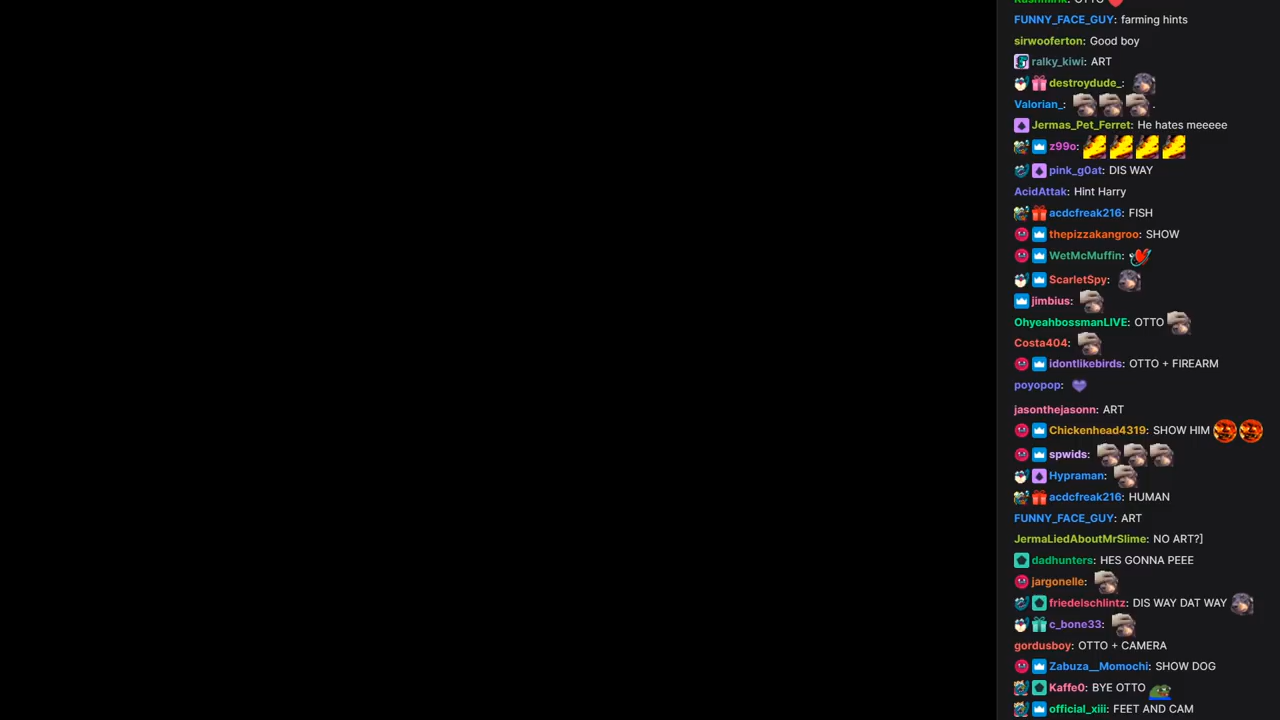 Kashmirik: OTTO
FUNNY_FACE_GUY: farming hints
sirwooferton: Good boy
ralky_kiwi: ART
destroydude_:
Valorian_: .
Jermas_Pet_Ferret: He hates meeeee
z99o:
pink_g0at: DIS WAY
AcidAttak: Hint Harry
acdcfreak216: FISH
thepizzakangroo: SHOW
WetMcMuffin:
ScarletSpy:
jimbius:
OhyeahbossmanLIVE: OTTO
Costa404:
idontlikebirds: OTTO + FIREARM
poyopop:
jasonthejasonn: ART
Chickenhead4319: SHOW HIM
spwids:
Hypraman:
acdcfreak216: HUMAN
FUNNY_FACE_GUY: ART
JermaLiedAboutMrSlime: NO ART?]
dadhunters: HES GONNA PEEE
jargonelle:
friedelschlintz: DIS WAY DAT WAY
c_bone33:
gordusboy: OTTO + CAMERA
Zabuza__Momochi: SHOW DOG
Kaffe0: BYE OTTO
official_xiii: FEET AND CAM